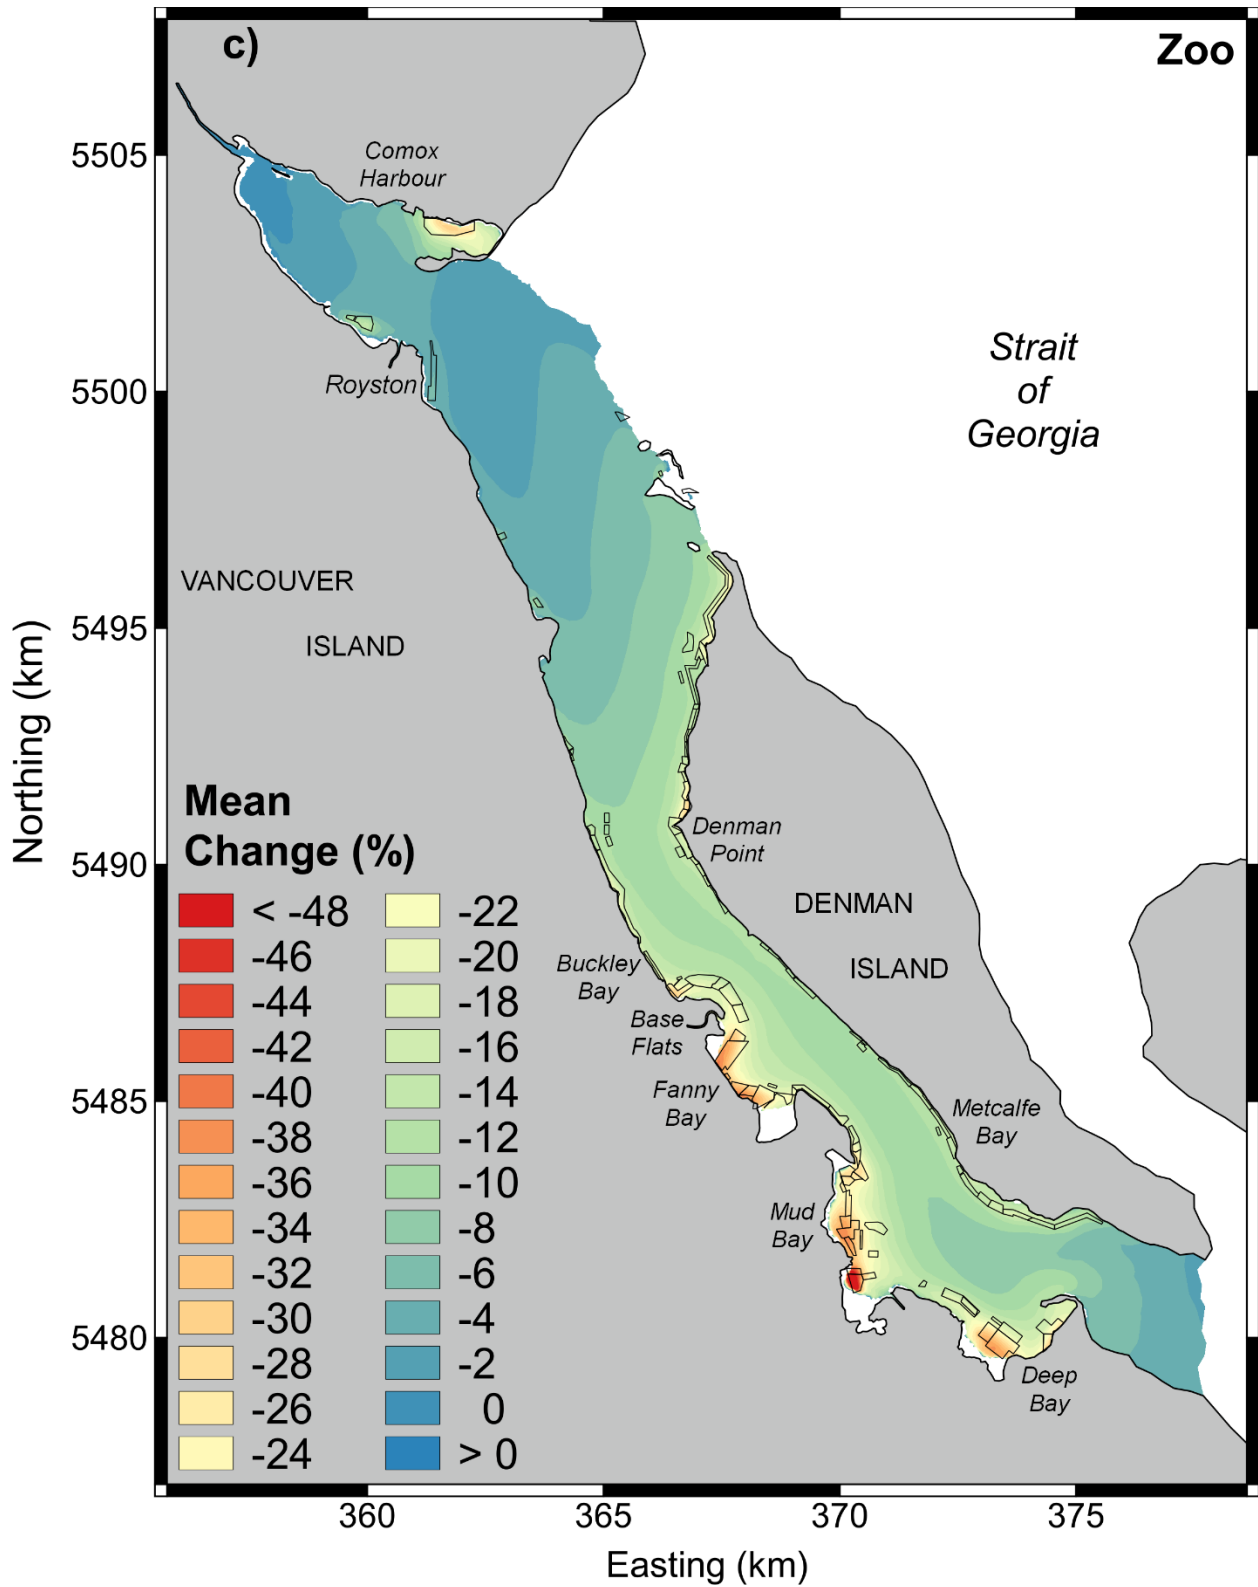 c)
Zoo
Comox
Harbour
5505
Strait
of
Georgia
5500
Royston
VANCOUVER
ISLAND
5495
Northing (km)
Mean
Change (%)
Denman
Point
5490
DENMAN
ISLAND
< -48
-46
-44
-42
-40
-38
-36
-34
-32
-30
-28
-26
-24
-22
-20
-18
-16
-14
-12
-10
-8
-6
-4
-2
0
> 0
Buckley
Bay
Base
Flats
Fanny
Bay
5485
Metcalfe
Bay
Mud
Bay
5480
Deep
Bay
360
365
370
375
Easting (km)